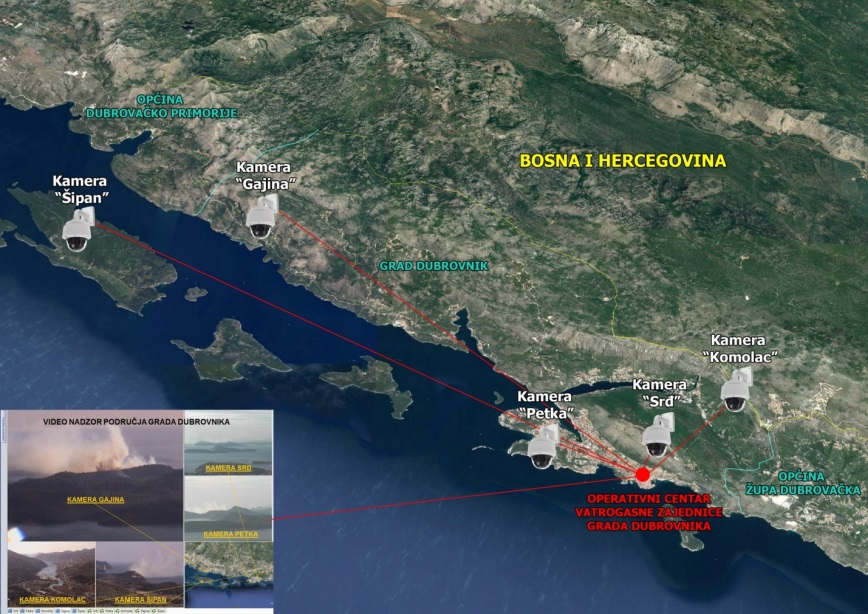 OPĆINA
DUBROVAČKO PRIMORIJE
Kamera
“Šipan”
Kamera
“Gajina”
BOSNA I HERCEGOVINA
GRAD DUBROVNIK
Kamera
“Komolac”
Kamera
“Srđ”
Kamera
“Petka”
OPĆINA
ŽUPA DUBROVAČKA
OPERATIVNI CENTAR
VATROGASNE ZAJEDNICE
GRADA DUBROVNIKA
VIDEO NADZOR PODRUČJA GRADA DUBROVNIKA
KAMERA SRĐ
KAMERA GAJINA
KAMERA PETKA
KAMERA KOMOLAC
KAMERA ŠIPAN